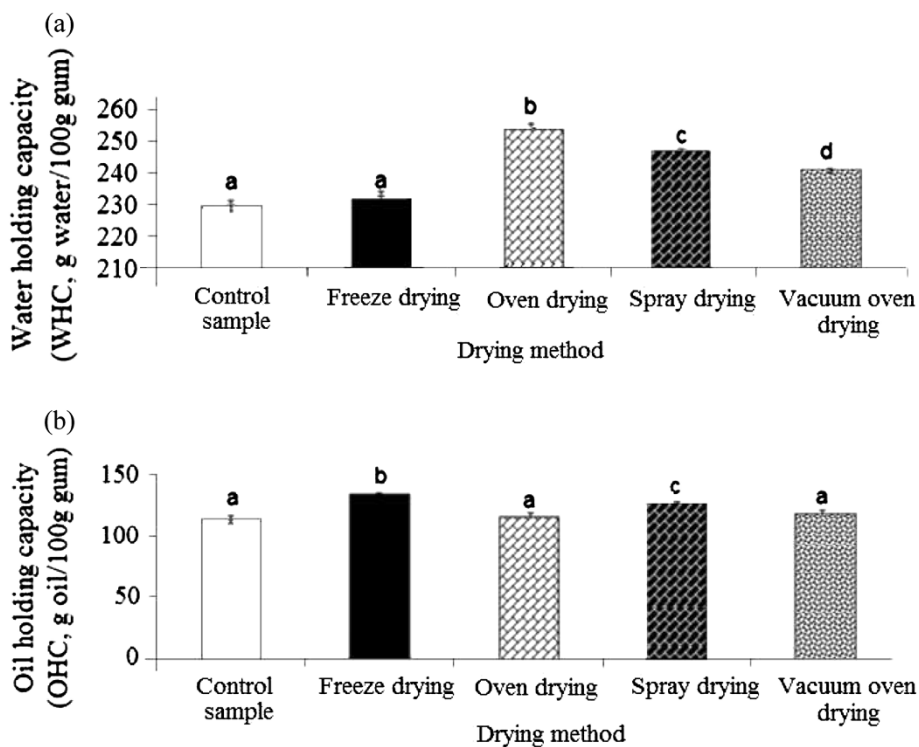 (a)
Water holding capacity
(WHC, g water/100g gum)
260
250
240
230
220
210
a
a
b
c
d
Control
sample
Freeze drying
Oven drying
Spray drying
Vacuum oven
drying
Drying method
(b)
Oil holding capacity
(OHC, g oil/100g gum)
150
100
50
0
a
b
a
c
a
Control
sample
Freeze drying
Oven drying
Spray drying
Vacuum oven
drying
Drying method